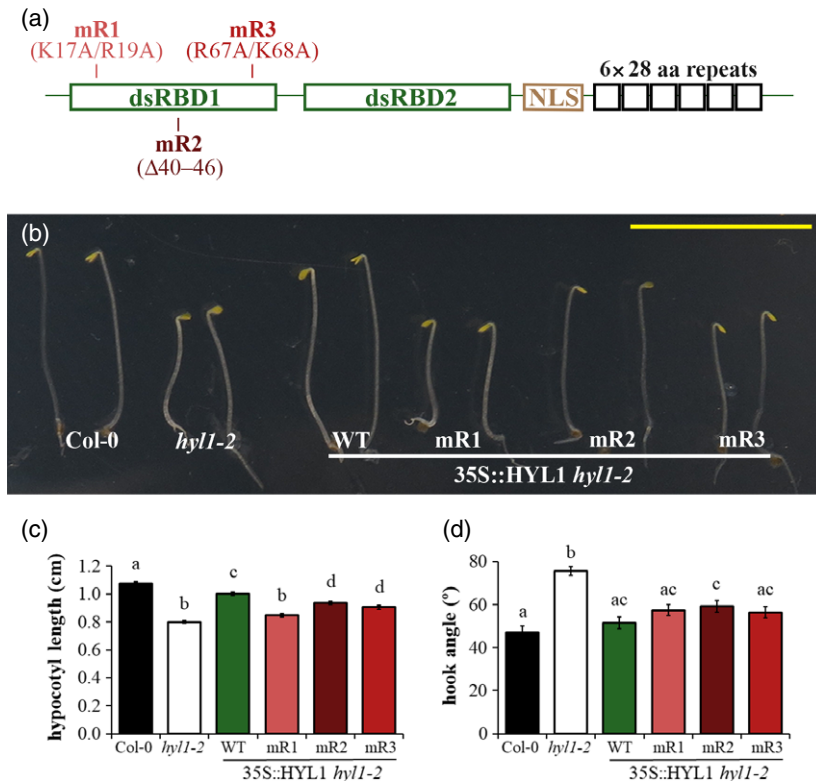 (a)
mR1
(K17A/R19A)
mR3
(R67A/K68A)
6× 28 aa repeats
dsRBD1
dsRBD2
NLS
mR2
(Δ40–46)
(b)
Col-0
hyl1-2
WT
mR1
mR2
mR3
35S::HYL1 hyl1-2
(c)
hypocotyl length (cm)
1.2
1.0
0.8
0.6
0.4
0.2
0.0
a
b
c
b
d
d
Col-0
hyl1-2
WT
mR1
mR2
mR3
35S::HYL1 hyl1-2
(d)
hook angle (°)
80
60
40
20
0
a
b
ac
ac
c
ac
Col-0
hyl1-2
WT
mR1
mR2
mR3
35S::HYL1 hyl1-2